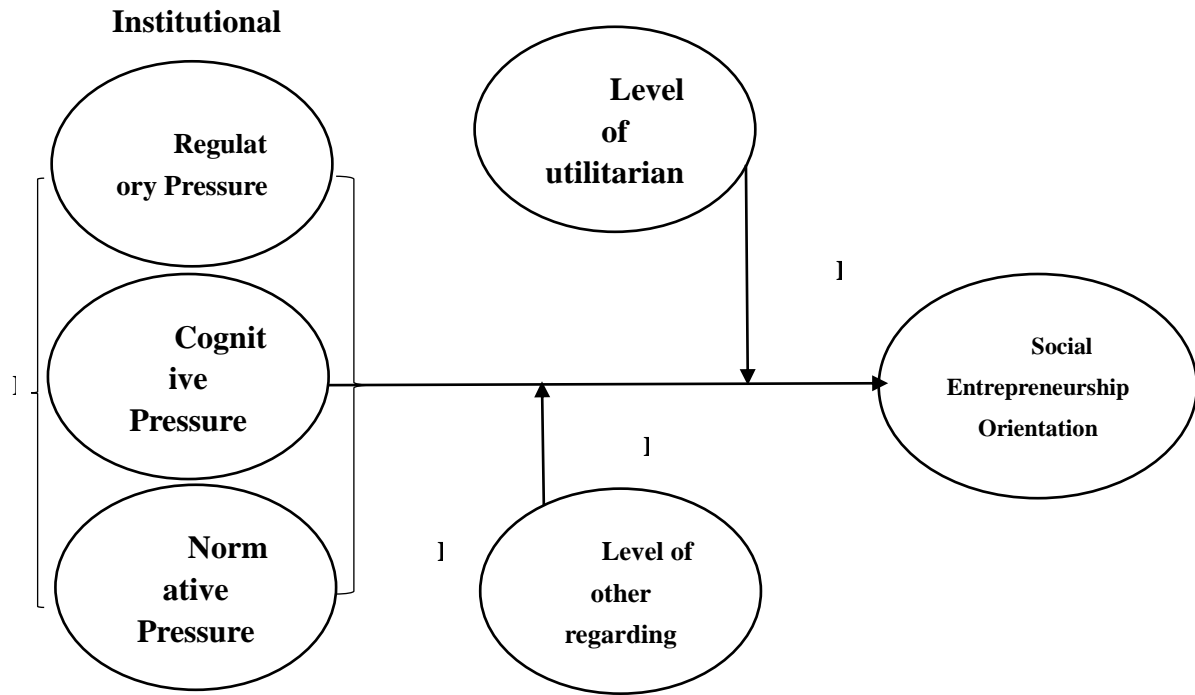 Institutional
Regulat
ory Pressure
Level
of
utilitarian
]
Cognit
ive
Pressure
]
Social
Entrepreneurship
Orientation
]
Norm
ative
Pressure
]
Level of
other
regarding